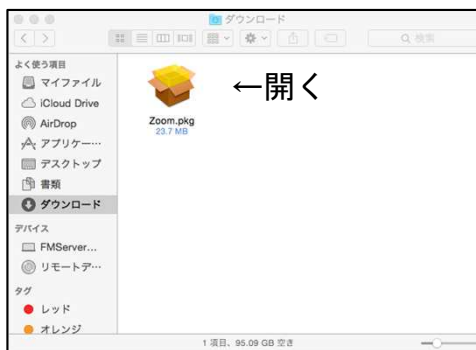 ダウンロード
検索
よく使う項目
マイファイル
iCloud Drive
AirDrop
アプリケー…
デスクトップ
書類
ダウンロード
デバイス
FMServer...
リモートデ…
タグ
レッド
オレンジ
Zoom.pkg
23.7 MB
←開く
1 項目、95.09 GB 空き